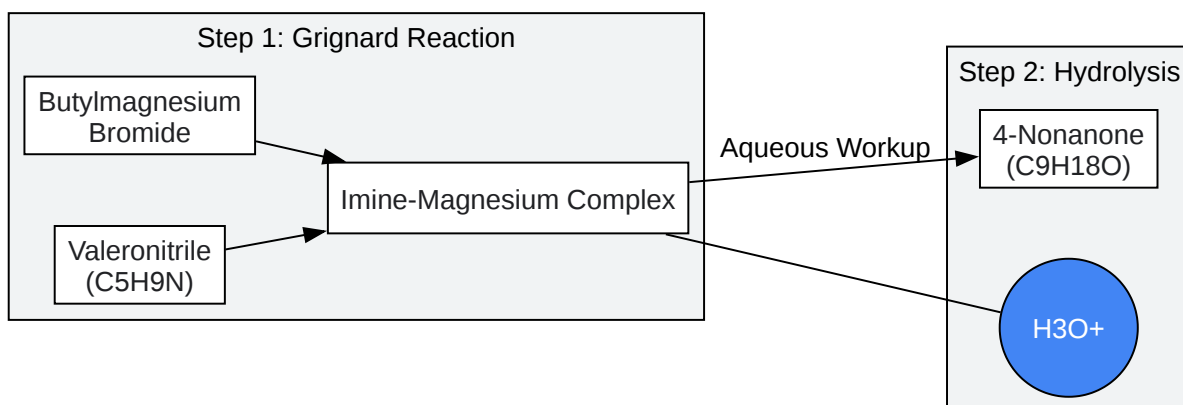 Step 1: Grignard Reaction
Butylmagnesium
Bromide
Valeronitrile
(C5H9N)
Imine-Magnesium Complex
Aqueous Workup
Step 2: Hydrolysis
4-Nonanone
(C9H18O)
H3O+